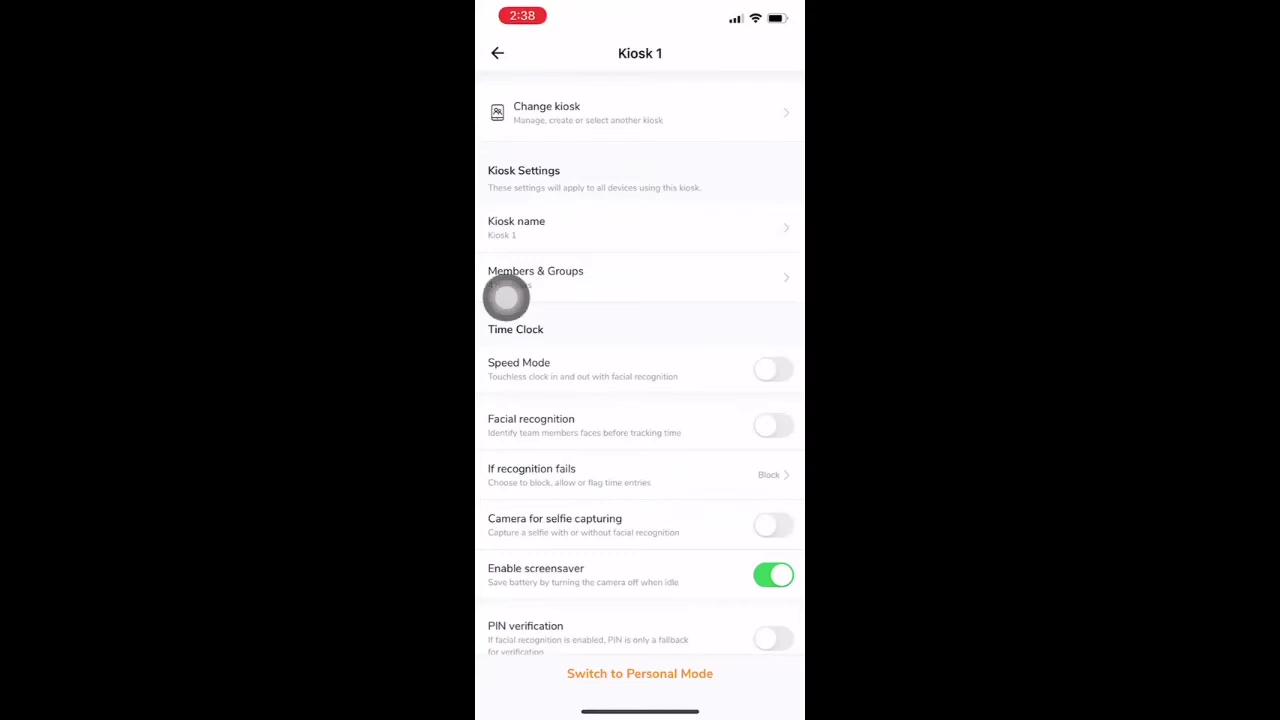 2:38
Kiosk 1
Change kiosk
Manage, create or select another kiosk
Kiosk Settings
These settings will apply to all devices using this kiosk.
Kiosk name
Kiosk 1
Members & Groups
Time Clock
Speed Mode
Touchless clock in and out with facial recognition
Facial recognition
Identify team members faces before tracking time
If recognition fails
Choose to block, allow or flag time entries
Block
Camera for selfie capturing
Capture a selfie with or without facial recognition
Enable screensaver
Save battery by turning the camera off when idle
PIN verification
If facial recognition is enabled, PIN is only a fallback
for verification
Switch to Personal Mode